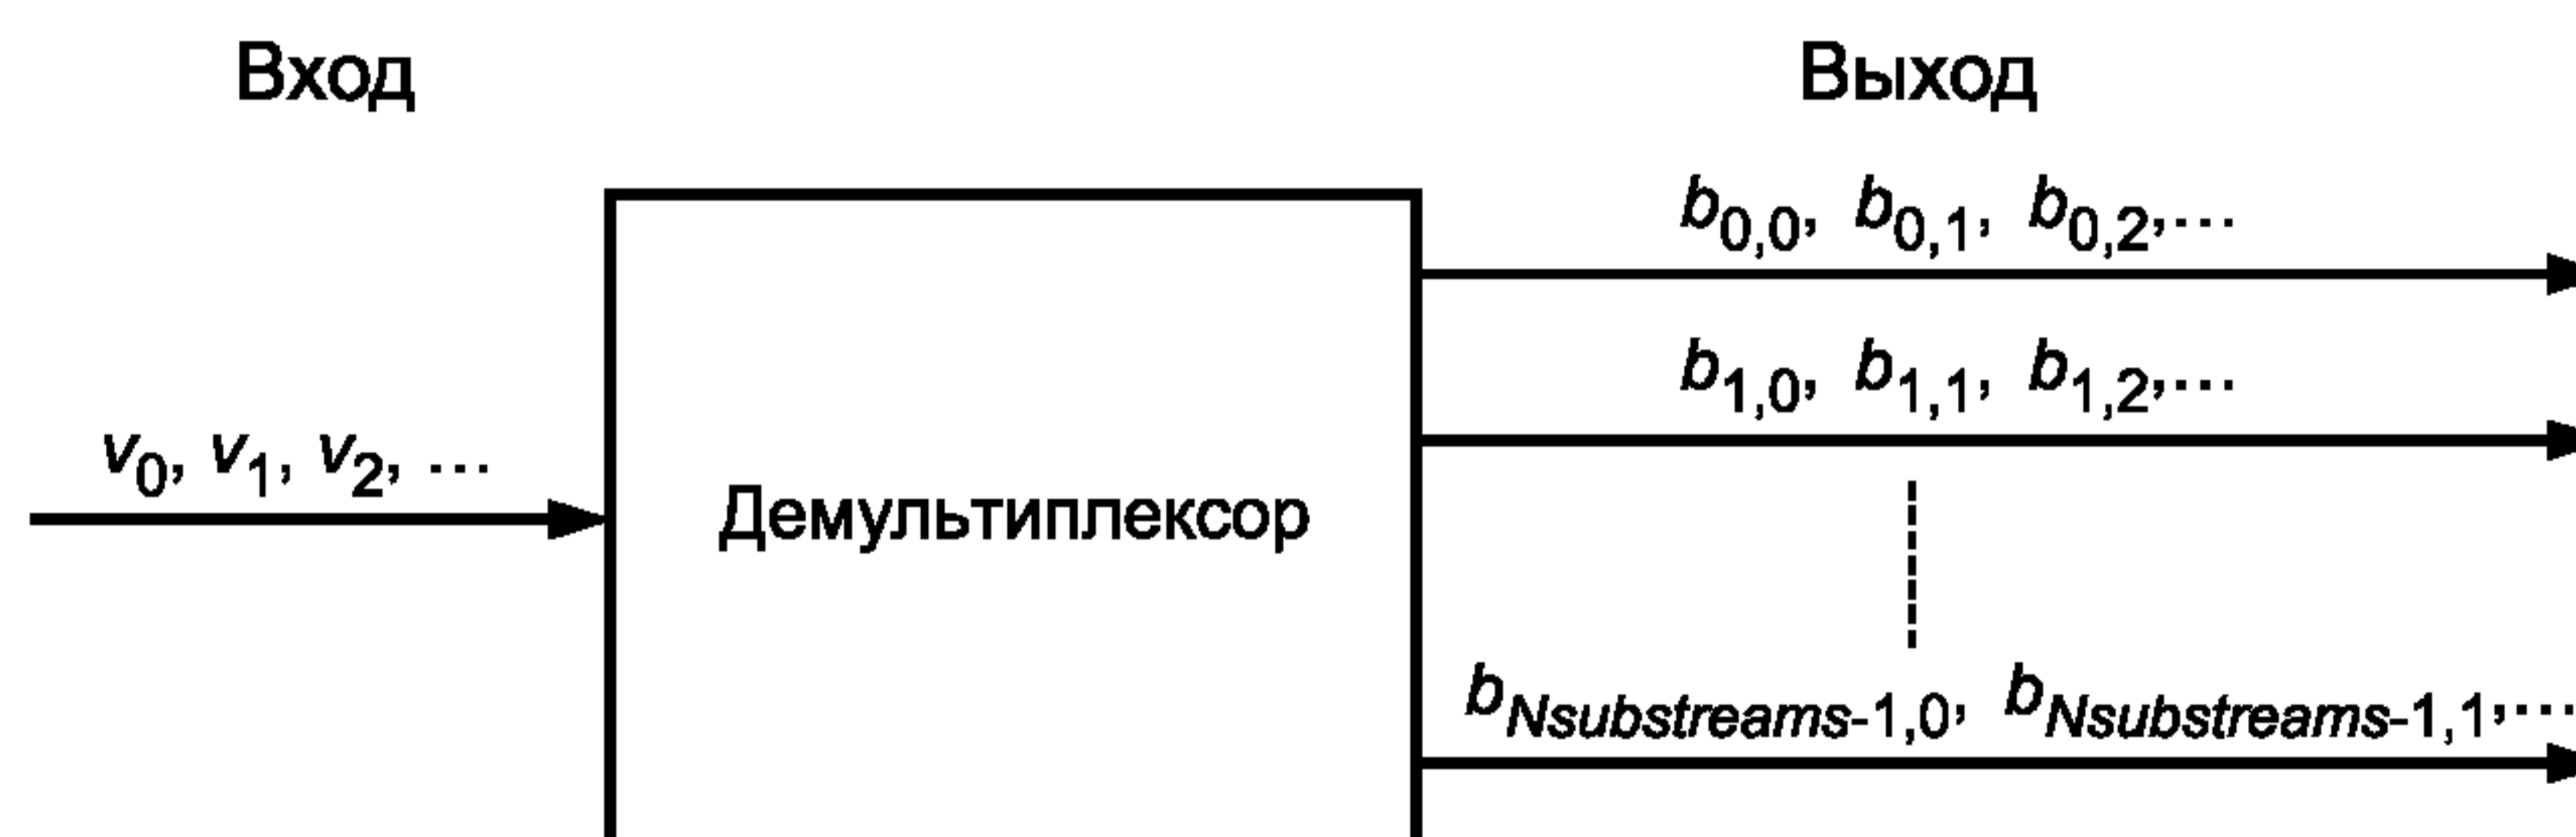 Вход
Выход
b0,0, b0,1, b0,2,...
b1,0, b1,1, b1,2,...
v0, v1, v2, ...
Демультиплексор
bNsubstreams-1,0, bNsubstreams-1,1,...